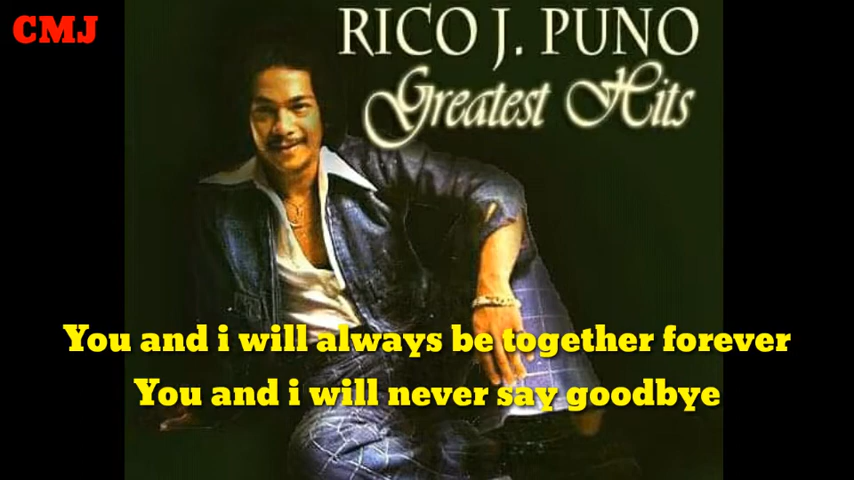 CMJ
RICO J. PUNO
Greatest Hits
You and i will always be together forever
You and i will never say goodbye